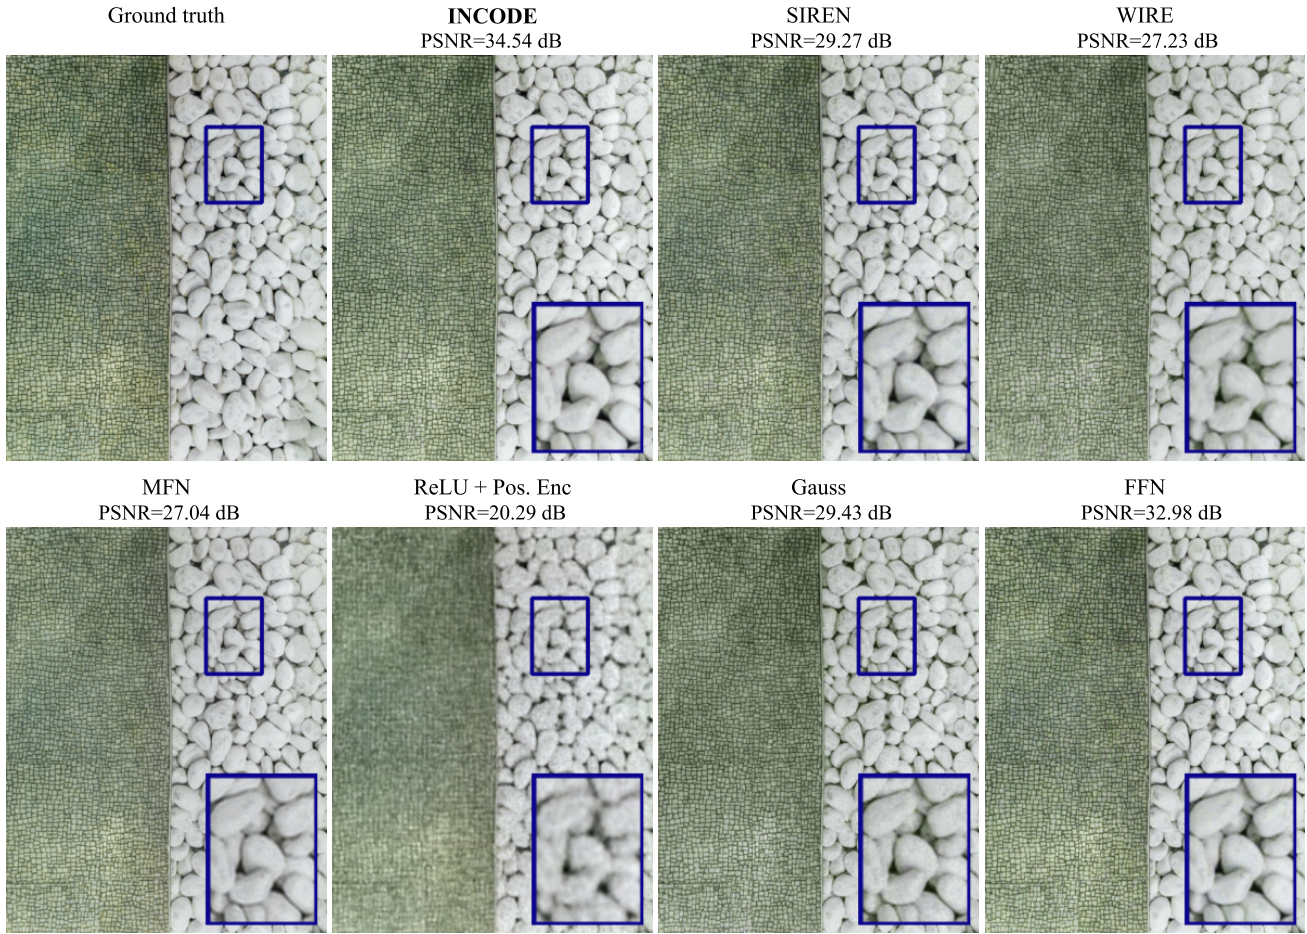 Ground truth
INCODE
PSNR=34.54 dB
SIREN
PSNR=29.27 dB
WIRE
PSNR=27.23 dB
MFN
PSNR=27.04 dB
ReLU + Pos. Enc
PSNR=20.29 dB
Gauss
PSNR=29.43 dB
FFN
PSNR=32.98 dB